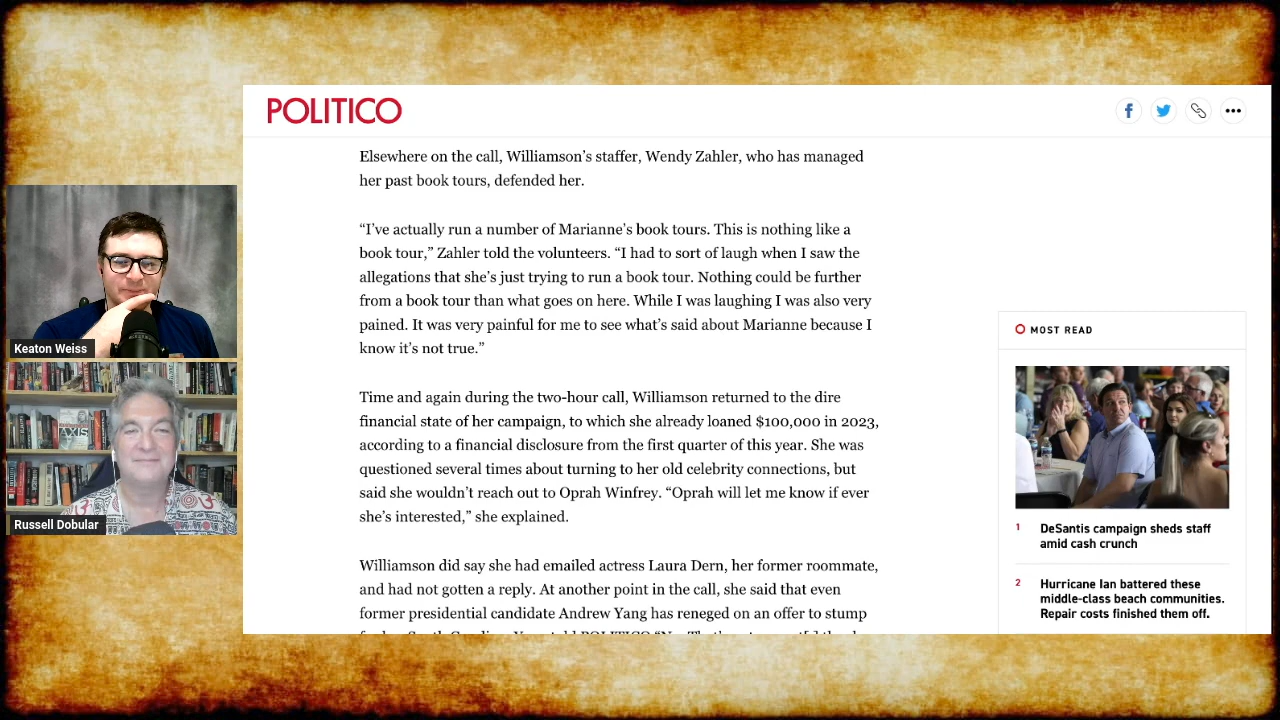 POLITICO
Elsewhere on the call, Williamson’s staffer, Wendy Zahler, who has managed
her past book tours, defended her.
“I’ve actually run a number of Marianne’s book tours. This is nothing like a
book tour,” Zahler told the volunteers. “I had to sort of laugh when I saw the
allegations that she’s just trying to run a book tour. Nothing could be further
from a book tour than what goes on here. While I was laughing I was also very
pained. It was very painful for me to see what’s said about Marianne because I
know it’s not true.”
Time and again during the two-hour call, Williamson returned to the dire
financial state of her campaign, to which she already loaned $100,000 in 2023,
according to a financial disclosure from the first quarter of this year. She was
questioned several times about turning to her old celebrity connections, but
said she wouldn’t reach out to Oprah Winfrey. “Oprah will let me know if ever
she’s interested,” she explained.
Williamson did say she had emailed actress Laura Dern, her former roommate,
and had not gotten a reply. At another point in the call, she said that even
former presidential candidate Andrew Yang has reneged on an offer to stump
MOST READ
1 DeSantis campaign sheds staff
amid cash crunch
2 Hurricane Ian battered these
middle-class beach communities.
Repair costs finished them off.
Keaton Weiss
AXIS
Russell Dobular